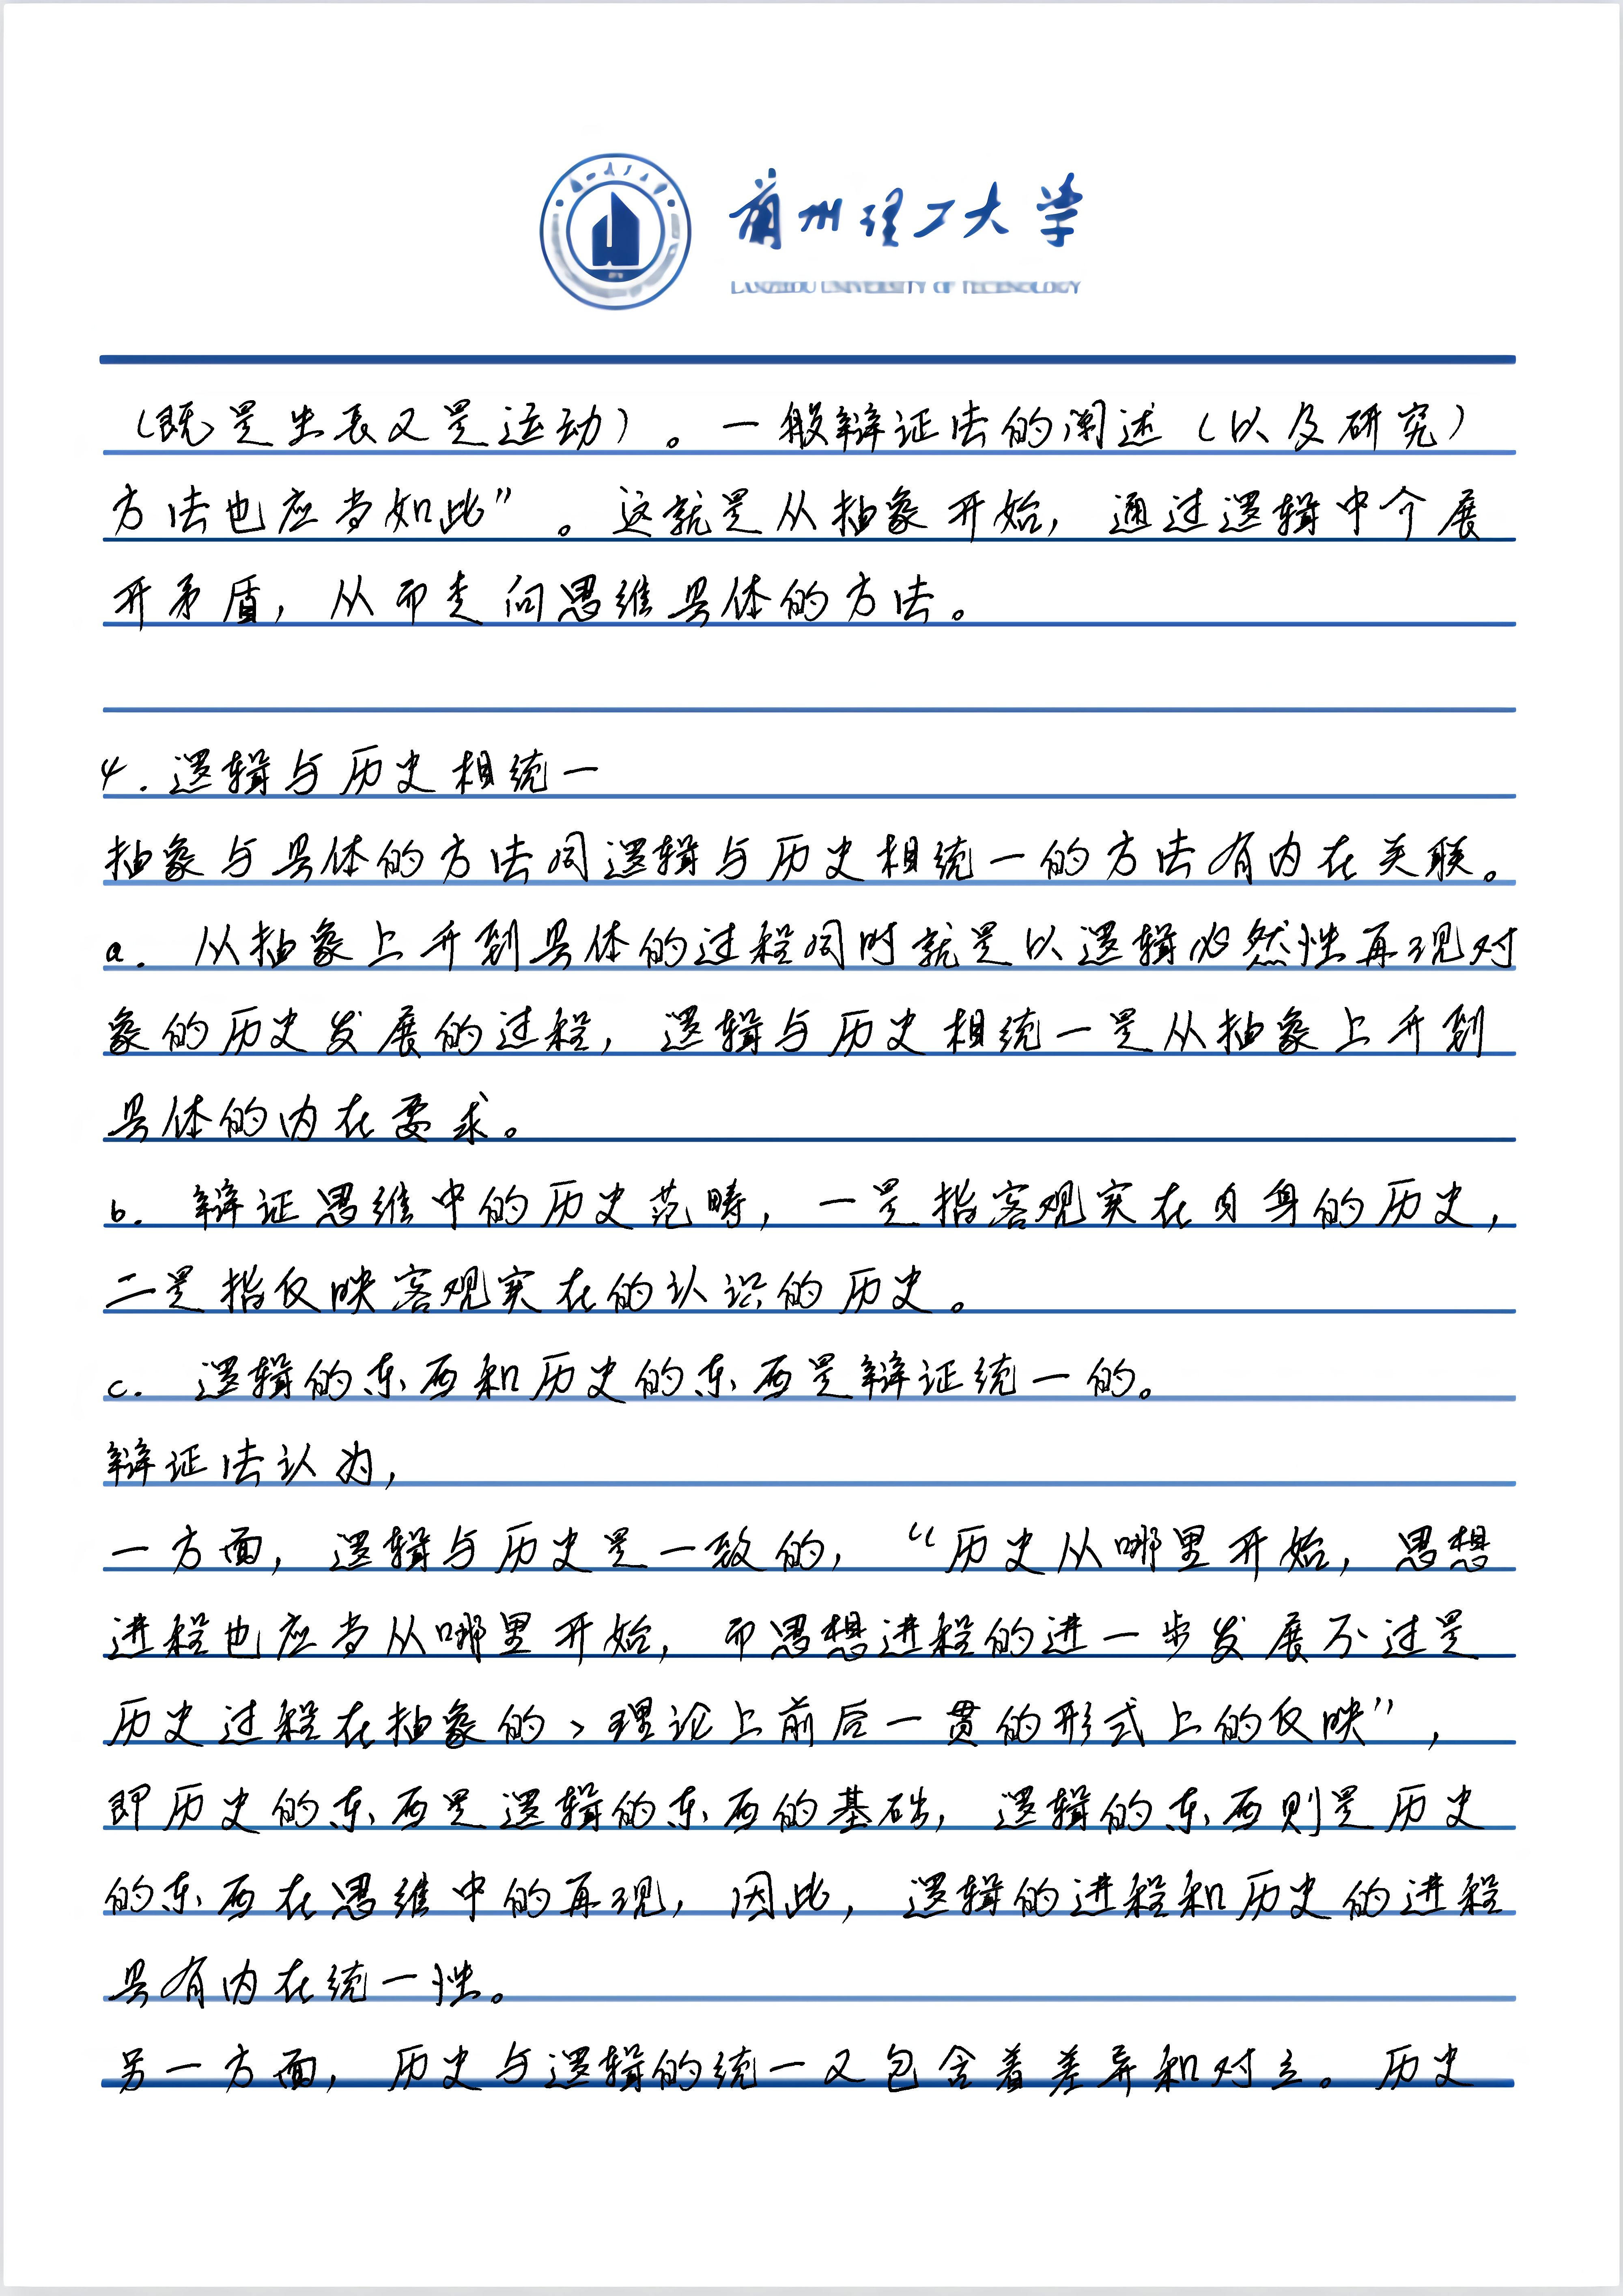 兰州理工大学
LANZHOU UNIVERSITY OF TECHNOLOGY
（既是生长又是运动）。一般辩证法的阐述（以及研究）
方法也应当如此”。这就是从抽象开始，通过逻辑中介展
开矛盾，从而走向思维具体的方法。
4.逻辑与历史相统一
抽象与具体的方法同逻辑与历史相统一的方法有内在关联。
a. 从抽象上升到具体的过程同时就是以逻辑必然性再现对
象的历史发展的过程，逻辑与历史相统一是从抽象上升到
具体的内在要求。
b. 辩证思维中的历史范畴，一是指客观实在自身的历史，
二是指反映客观实在的认识的历史。
c. 逻辑的东西和历史的东西是辩证统一的。
辩证法认为，
一方面，逻辑与历史是一致的，“历史从哪里开始，思想
进程也应当从哪里开始，而思想进程的进一步发展不过是
历史过程在抽象的、理论上前后一贯的形式上的反映”，
即历史的东西是逻辑的东西的基础，逻辑的东西则是历史
的东西在思维中的再现，因此，逻辑的进程和历史的进程
具有内在统一性。
另一方面，历史与逻辑的统一又包含着差异和对立。历史